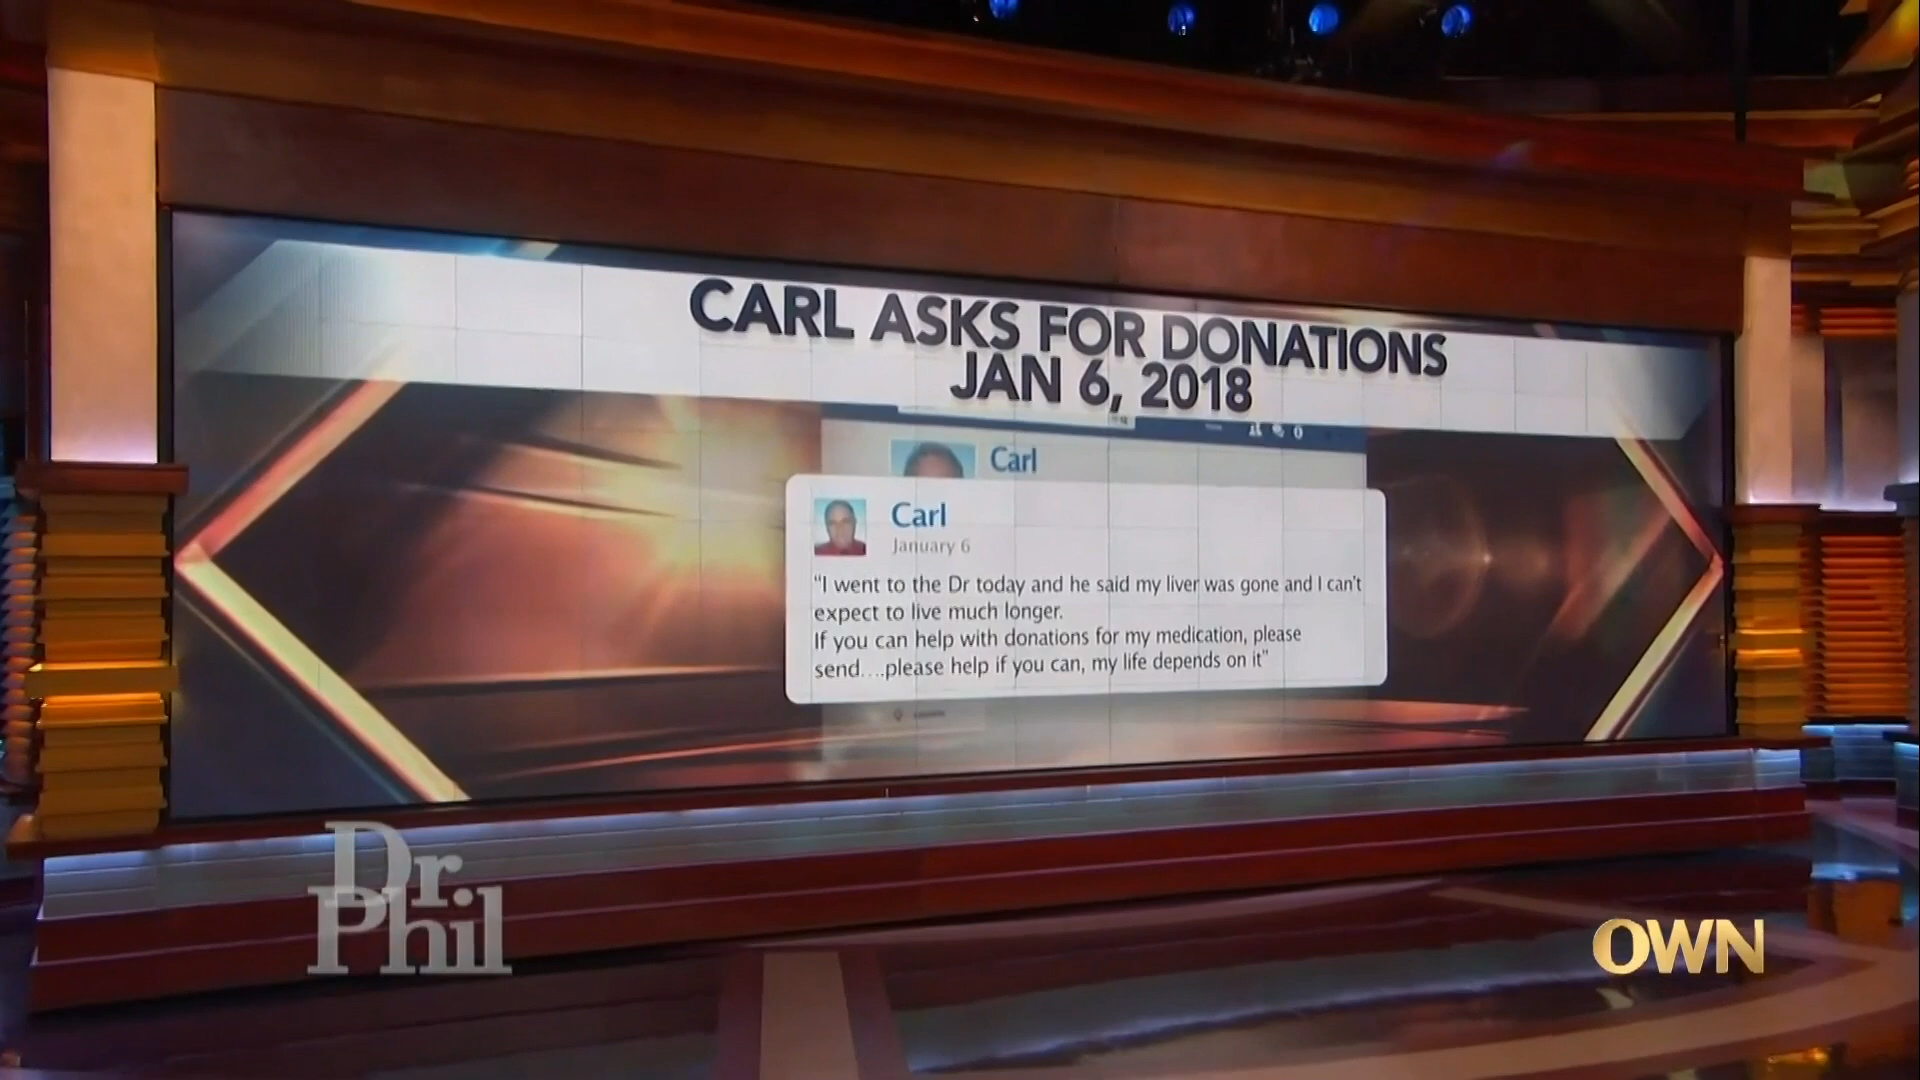 CARL ASKS FOR DONATIONS
JAN 6, 2018
0
Carl
Carl
January 6
“I went to the Dr today and he said my liver was gone and I can't
expect to live much longer.
If you can help with donations for my medication, please
send....please help if you can, my life depends on it”
Dr.
Phil
OWN